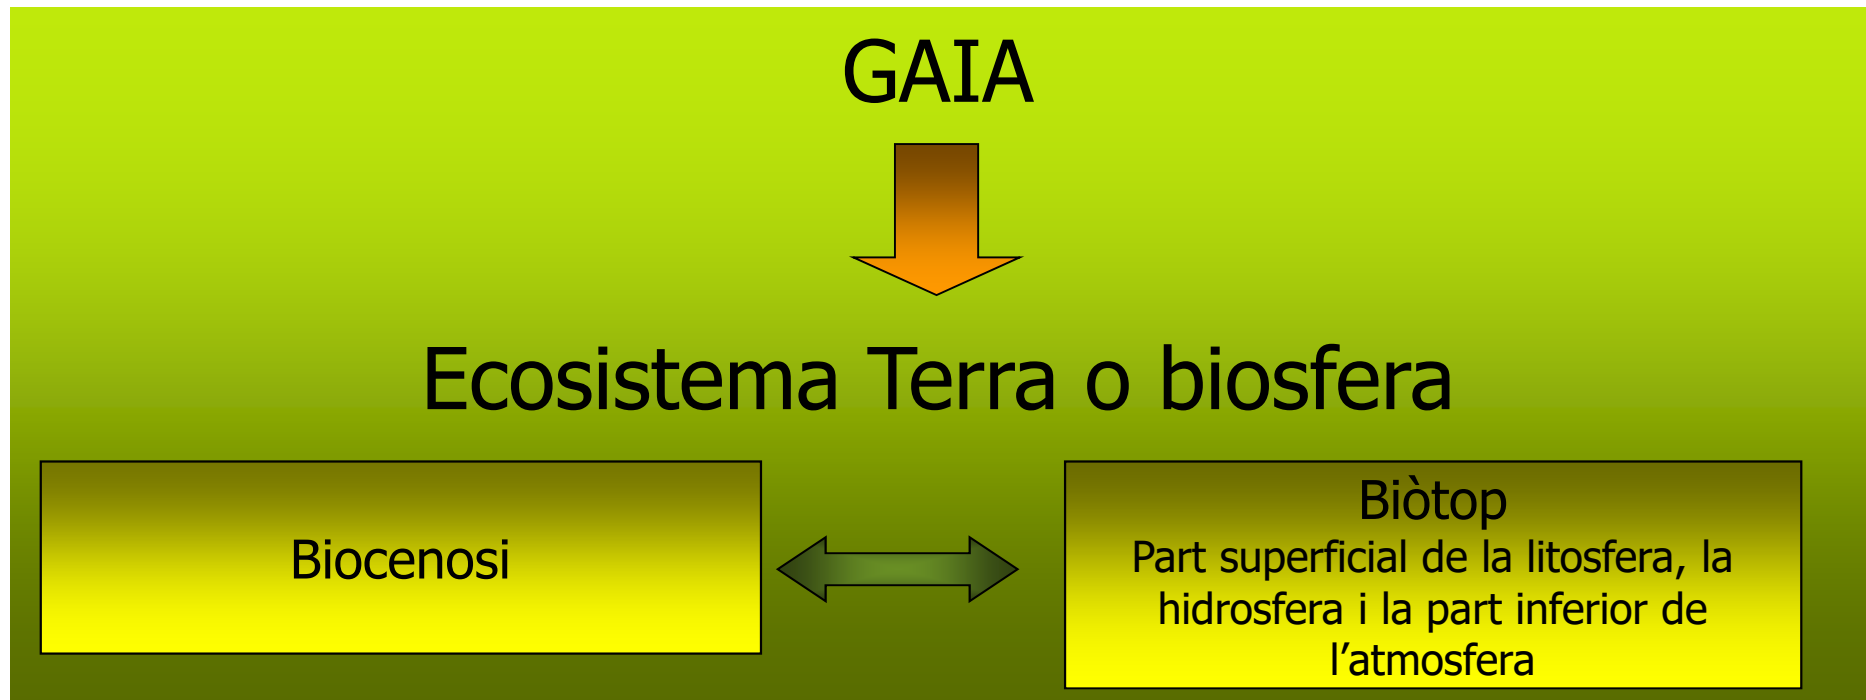 GAIA
Ecosistema Terra o biosfera
Biocenosi
Biòtop
Part superficial de la litosfera, la
hidrosfera i la part inferior de
l’atmosfera